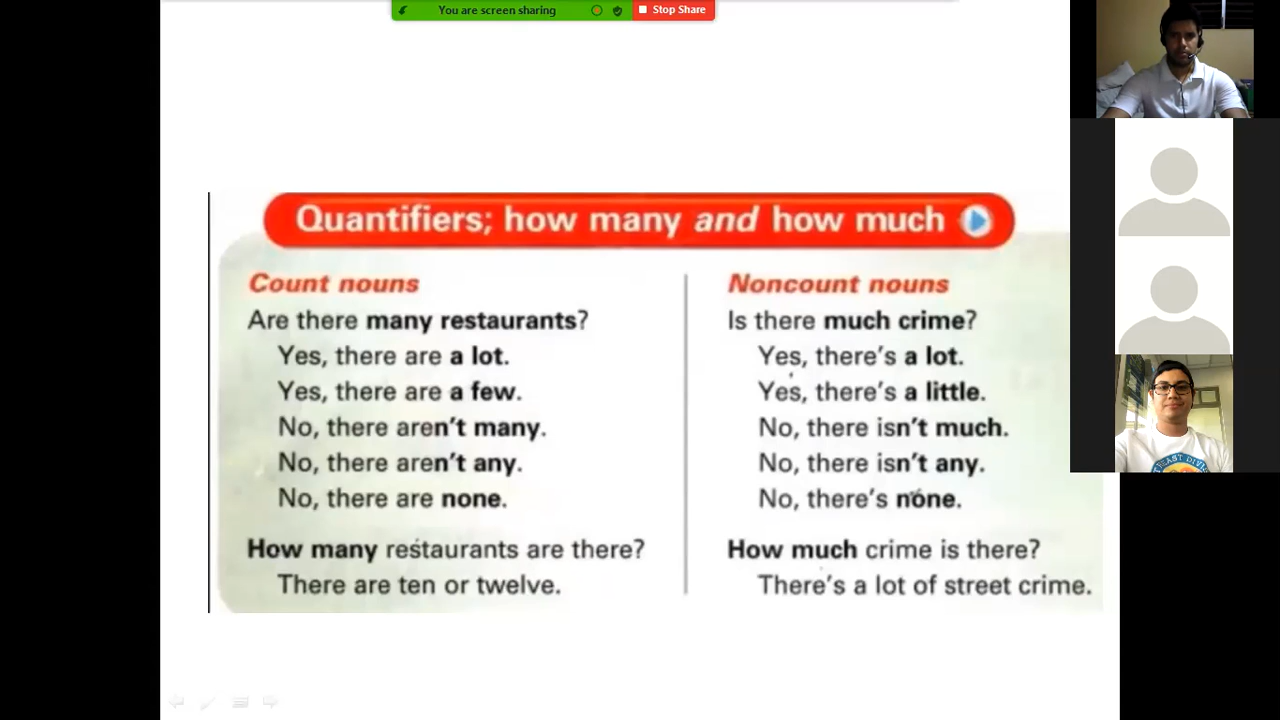 You are screen sharing
Stop Share
Quantifiers; how many and how much
Count nouns
Are there many restaurants?
Yes, there are a lot.
Yes, there are a few.
No, there aren't many.
No, there aren't any.
No, there are none.
How many restaurants are there?
There are ten or twelve.
Noncount nouns
Is there much crime?
Yes, there's a lot.
Yes, there's a little.
No, there isn't much.
No, there isn't any.
No, there's none.
How much crime is there?
There's a lot of street crime.